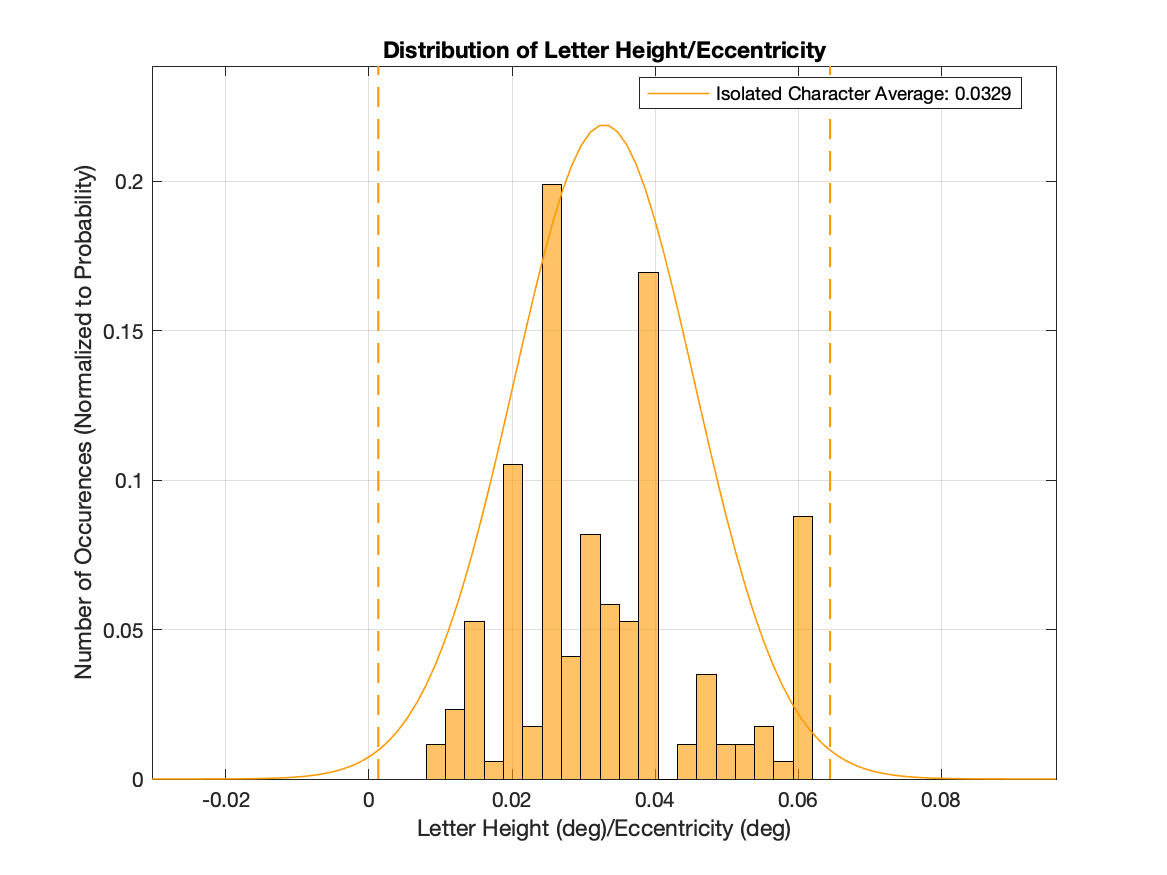 Distribution of Letter Height/Eccentricity
Isolated Character Average: 0.0329
Number of Occurences (Normalized to Probability)
0.2
0.15
0.1
0.05
0
-0.02 0 0.02 0.04 0.06 0.08
Letter Height (deg)/Eccentricity (deg)